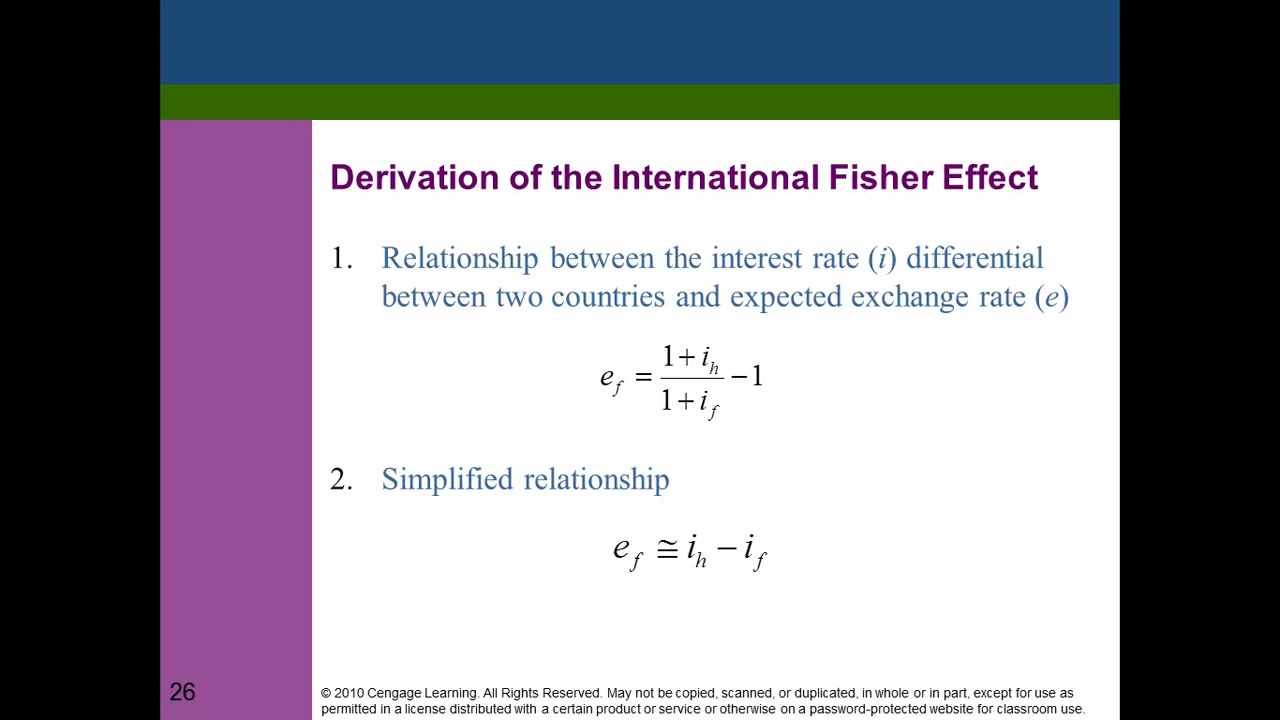 Derivation of the International Fisher Effect
1. Relationship between the interest rate (i) differential
between two countries and expected exchange rate (e)
e_f = (1 + i_h)/(1 + i_f) − 1
2. Simplified relationship
e_f ≅ i_h − i_f
26
© 2010 Cengage Learning. All Rights Reserved. May not be copied, scanned, or duplicated, in whole or in part, except for use as
permitted in a license distributed with a certain product or service or otherwise on a password-protected website for classroom use.